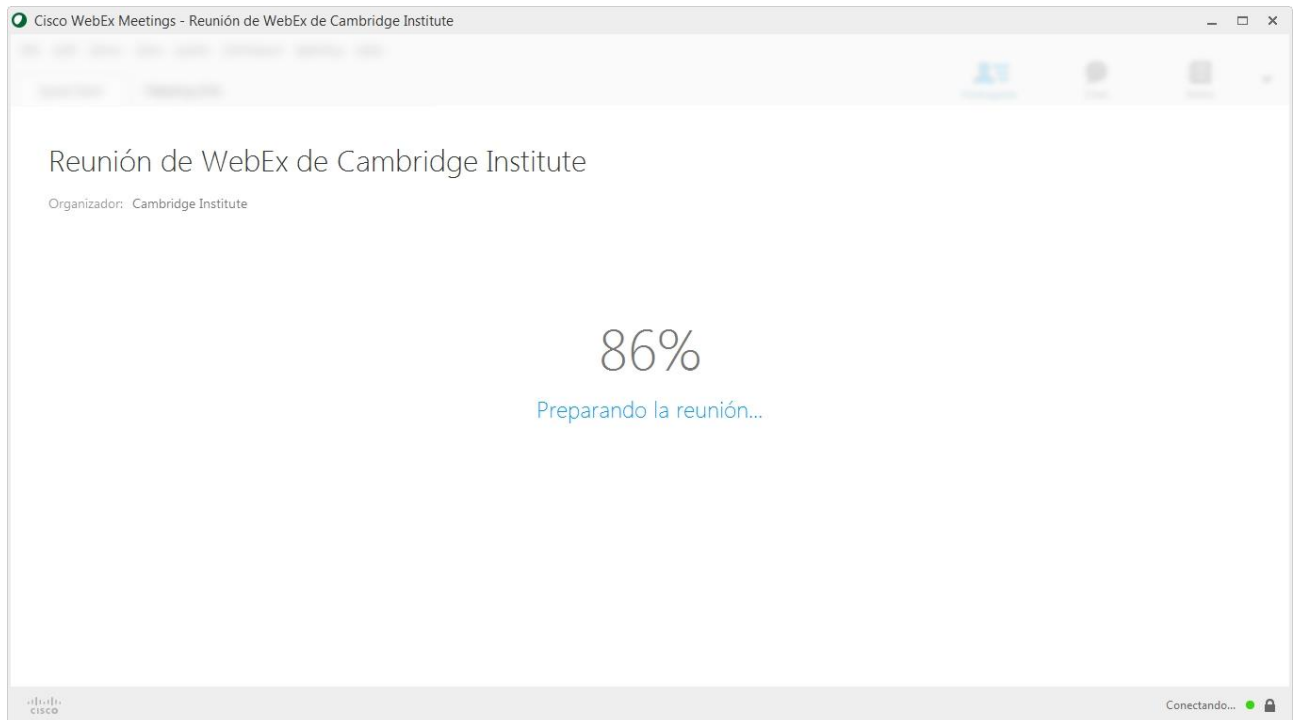 Cisco WebEx Meetings - Reunión de WebEx de Cambridge Institute
Reunión de WebEx de Cambridge Institute
Organizador: Cambridge Institute
86%
Preparando la reunión...
CISCO
Conectando...